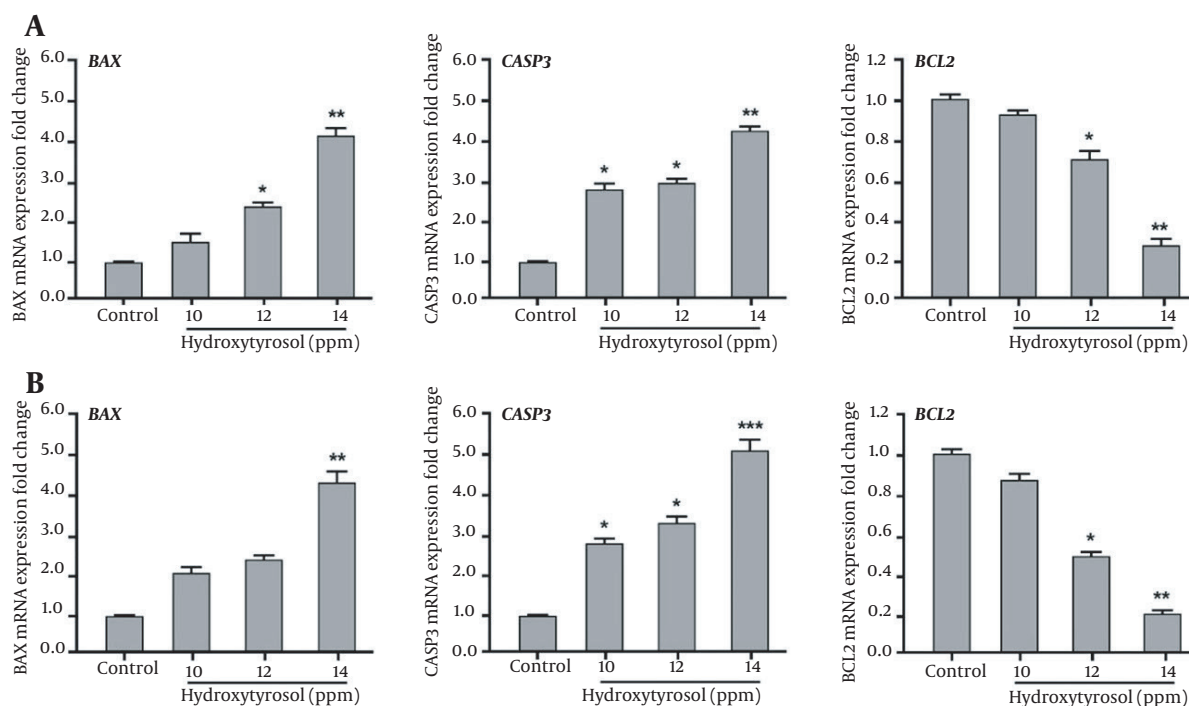 A
BAX mRNA expression fold change
6.0
5.0
4.0
3.0
2.0
1.0
0.0
BAX
*
**
Control
10
12
14
Hydroxytyrosol (ppm)
CASP3 mRNA expression fold change
6.0
5.0
4.0
3.0
2.0
1.0
0.0
CASP3
*
*
**
Control
10
12
14
Hydroxytyrosol (ppm)
BCL2 mRNA expression fold change
1.2
1.0
0.8
0.6
0.4
0.2
0.0
BCL2
*
**
Control
10
12
14
Hydroxytyrosol (ppm)
B
BAX mRNA expression fold change
6.0
5.0
4.0
3.0
2.0
1.0
0.0
BAX
**
Control
10
12
14
Hydroxytyrosol (ppm)
CASP3 mRNA expression fold change
6.0
5.0
4.0
3.0
2.0
1.0
0.0
CASP3
*
*
***
Control
10
12
14
Hydroxytyrosol (ppm)
BCL2 mRNA expression fold change
1.2
1.0
0.8
0.6
0.4
0.2
0.0
BCL2
*
**
Control
10
12
14
Hydroxytyrosol (ppm)